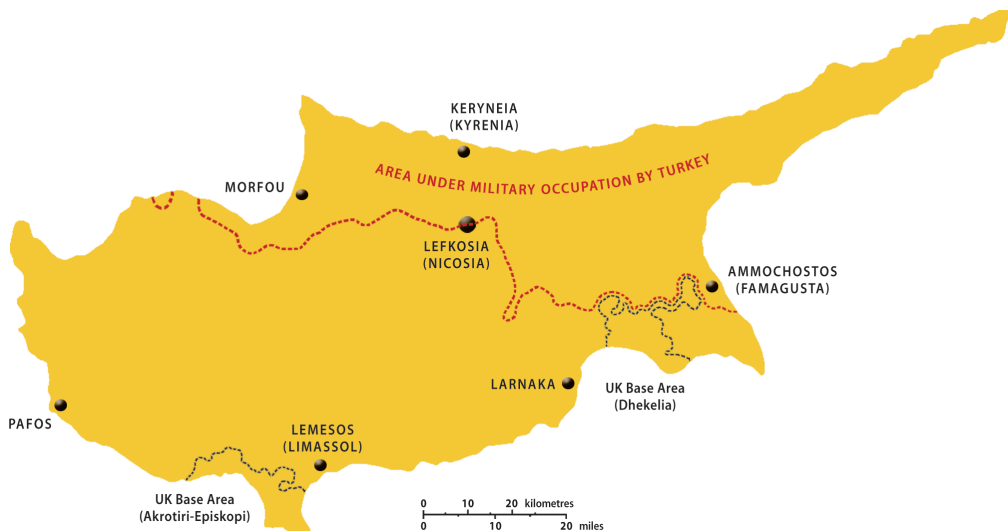 KERYNEIA
(KYRENIA)
AREA UNDER MILITARY OCCUPATION BY TURKEY
MORFOU
LEFKOSIA
(NICOSIA)
AMMOCHOSTOS
(FAMAGUSTA)
LARNAKA
UK Base Area
(Dhekelia)
PAFOS
LEMESOS
(LIMASSOL)
UK Base Area
(Akrotiri-Episkopi)
0 10 20 kilometres
0 10 20 miles